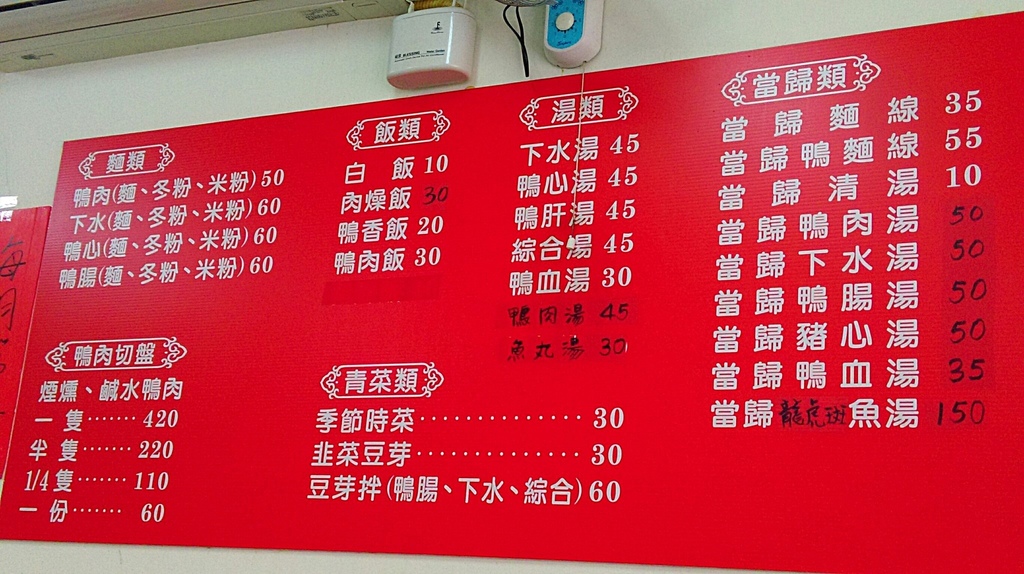 麵類
鴨肉(麵、冬粉、米粉)50
下水(麵、冬粉、米粉)60
鴨心(麵、冬粉、米粉)60
鴨腸(麵、冬粉、米粉)60
鴨肉切盤
煙燻、鹹水鴨肉
一隻······· 420
半隻······· 220
1/4隻······· 110
一份······· 60
飯類
白飯 10
肉燥飯 30
鴨香飯 20
鴨肉飯 30
湯類
下水湯 45
鴨心湯 45
鴨肝湯 45
綜合湯 45
鴨血湯 30
鴨肉湯 45
魚丸湯 30
青菜類
季節時菜·············· 30
韭菜豆芽·············· 30
豆芽拌(鴨腸、下水、綜合)60
當歸類
當歸麵線 35
當歸鴨麵線 55
當歸清湯 10
當歸鴨肉湯 50
當歸下水湯 50
當歸鴨腸湯 50
當歸豬心湯 50
當歸鴨血湯 35
當歸龍虎斑魚湯 150
每月